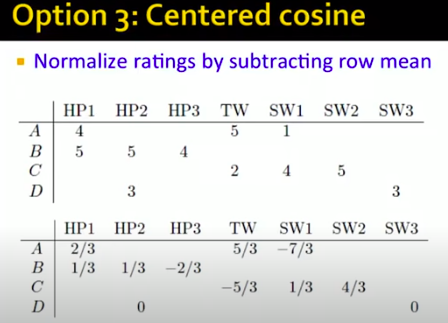 Option 3: Centered cosine
Normalize ratings by subtracting row mean
HP1 HP2 HP3 TW SW1 SW2 SW3
A 4 5 1
B 5 5 4
C 2 4 5
D 3 3
HP1 HP2 HP3 TW SW1 SW2 SW3
A 2/3 5/3 −7/3
B 1/3 1/3 −2/3
C −5/3 1/3 4/3
D 0 0